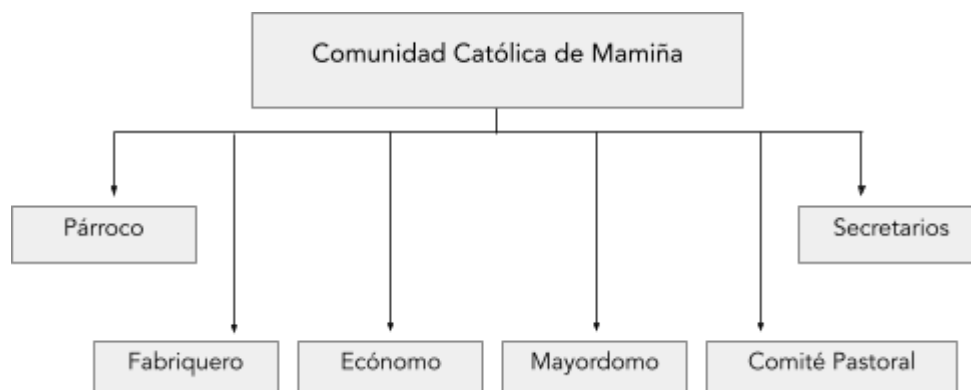 Comunidad Católica de Mamiña
Párroco
Secretarios
Fabriquero
Ecónomo
Mayordomo
Comité Pastoral